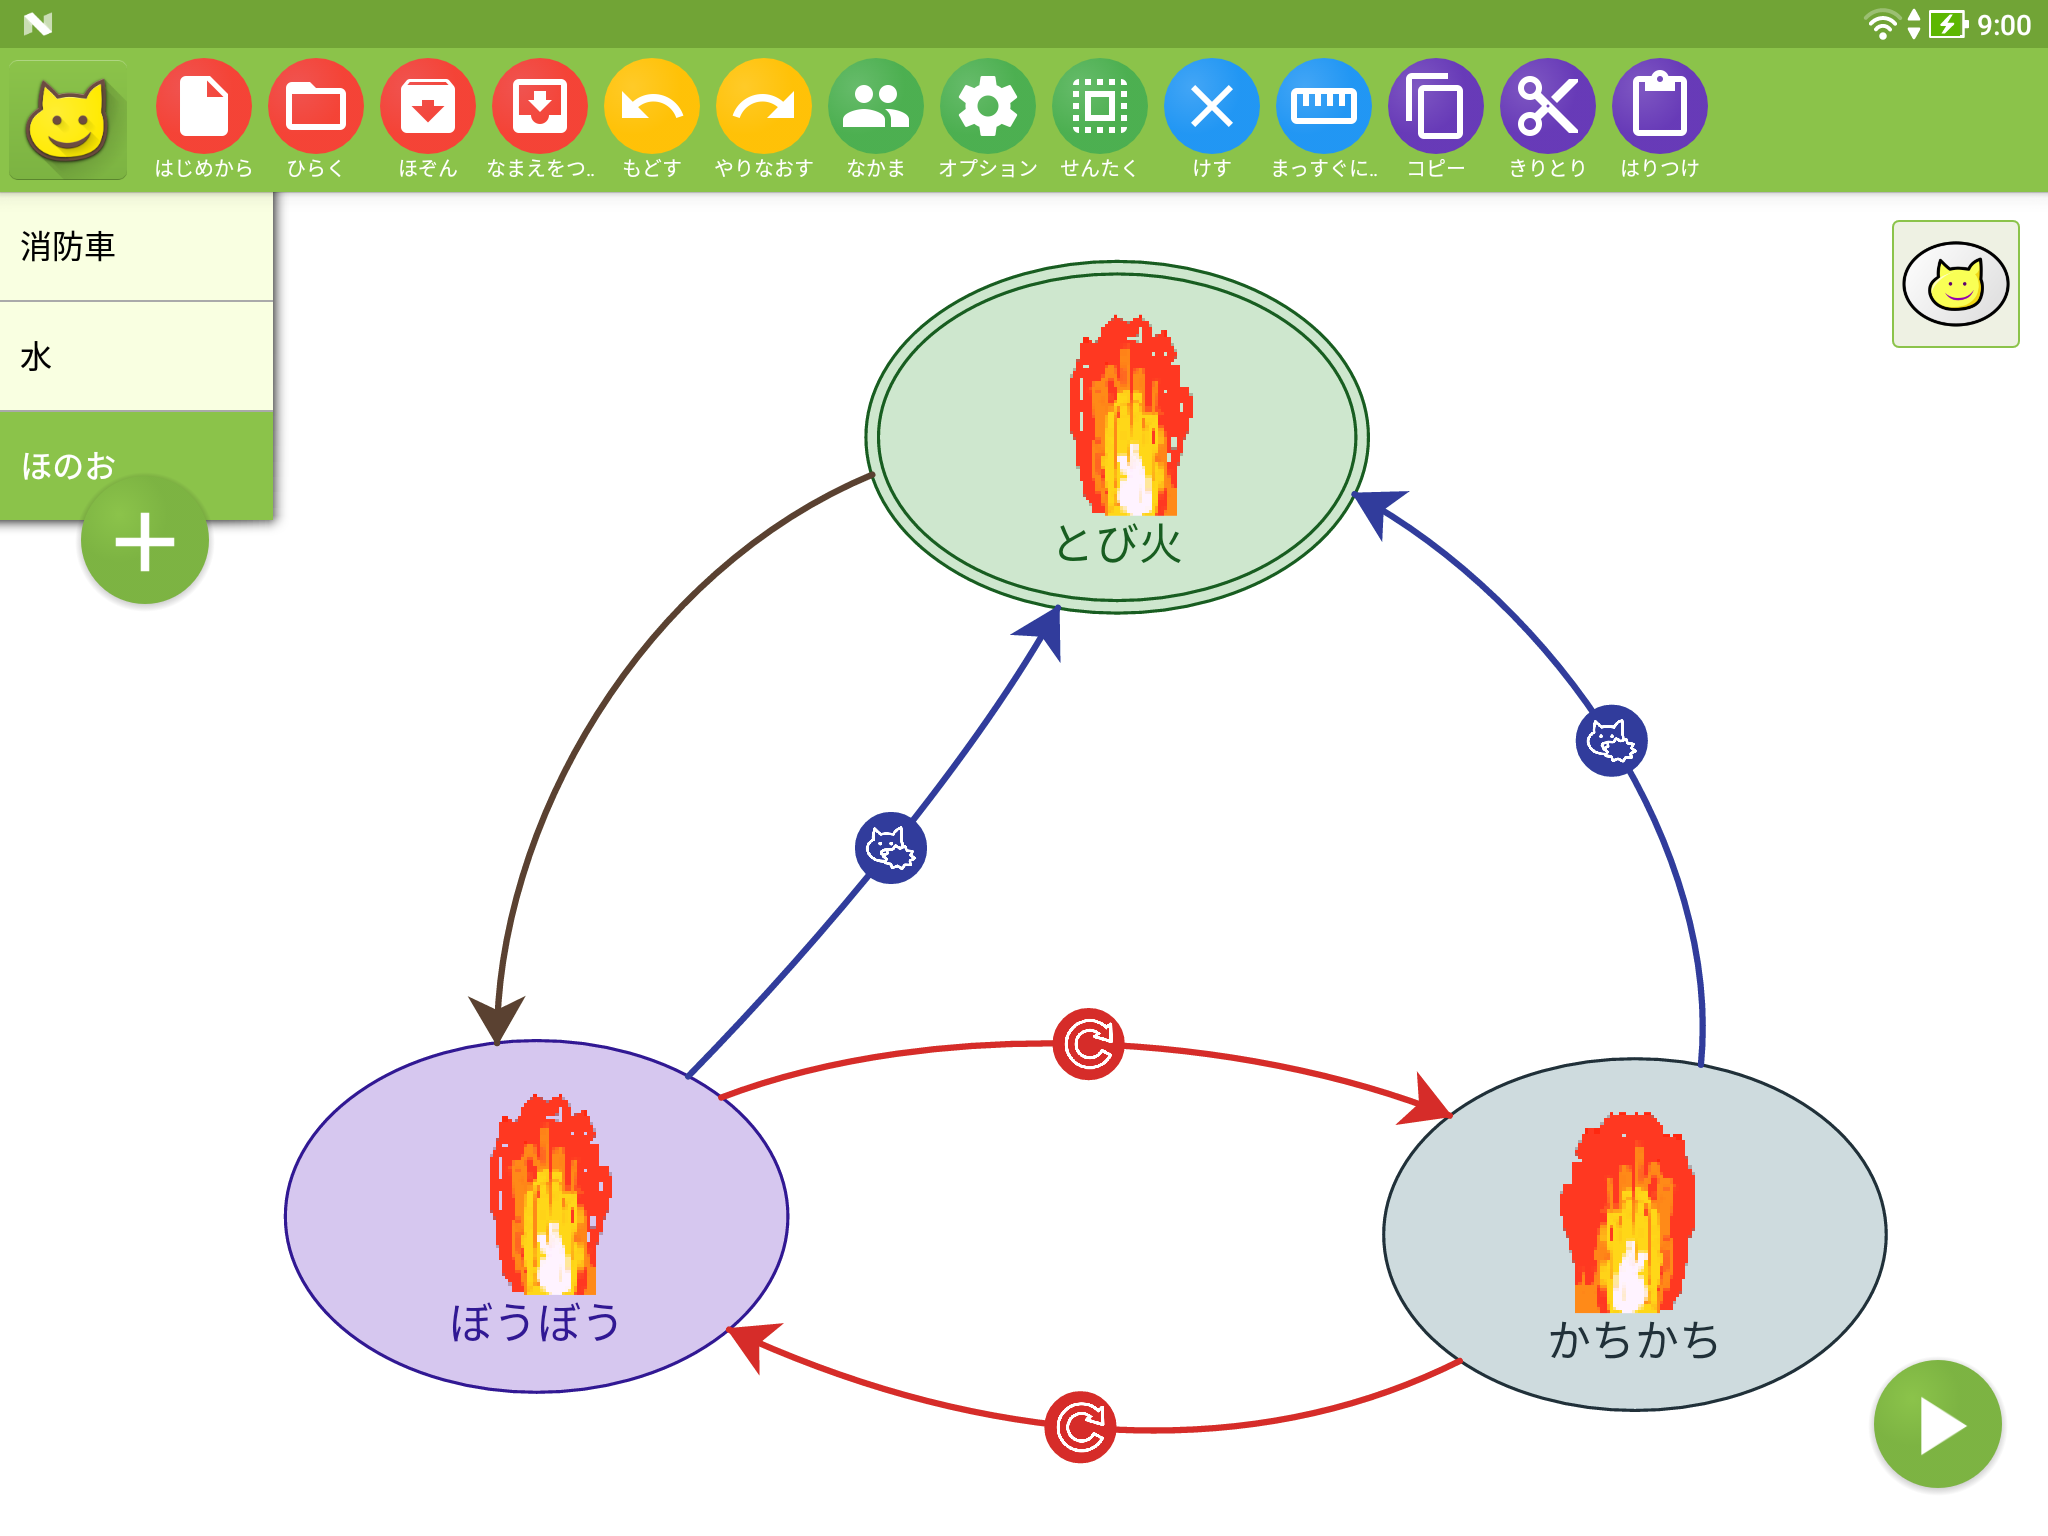 9:00
はじめから
ひらく
ほぞん
なまえをつ..
もどす
やりなおす
なかま
オプション
せんたく
けす
まっすぐに..
コピー
きりとり
はりつけ
消防車
水
ほのお
とび火
ぼうぼう
かちかち